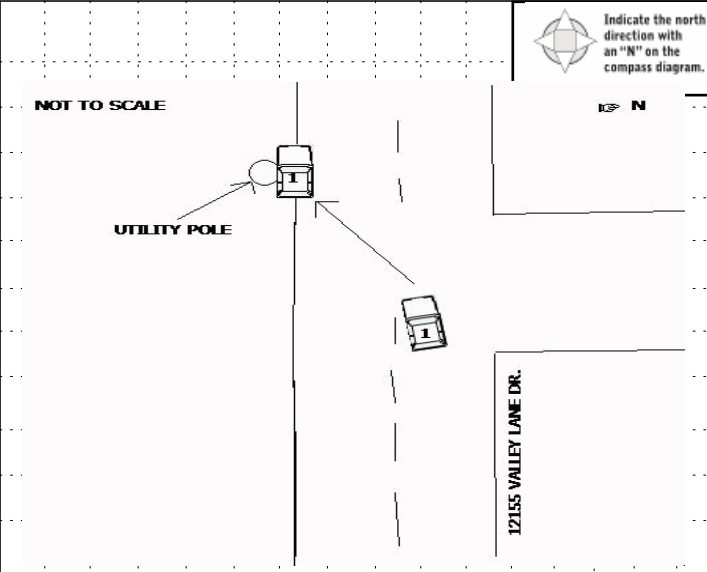 Indicate the north
direction with
an "N" on the
compass diagram.
NOT TO SCALE
N
1
UTILITY POLE
1
12155 VALLEY LANE DR.